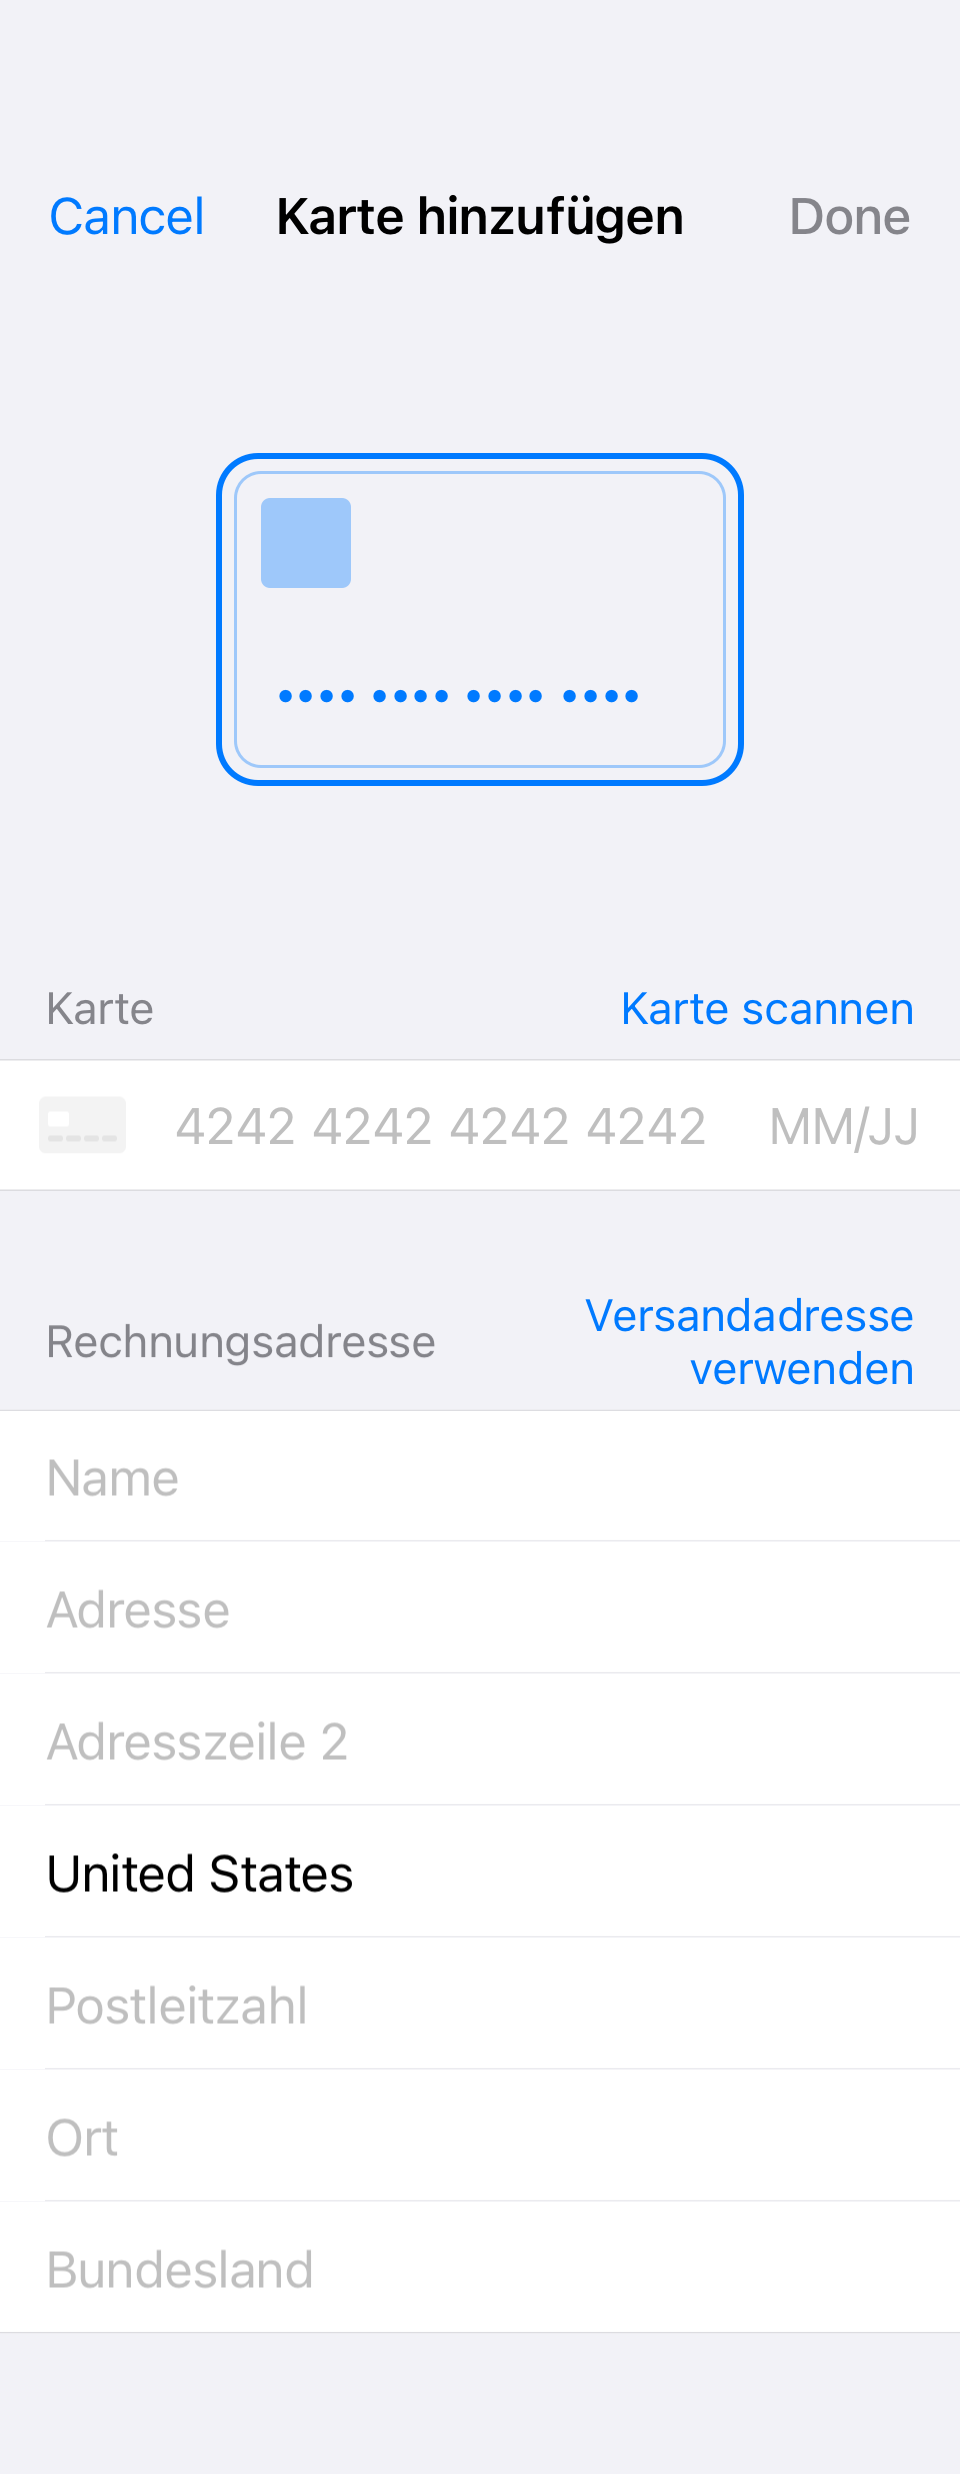 Cancel Karte hinzufügen Done
•••• •••• •••• ••••
Karte Karte scannen
4242 4242 4242 4242 MM/JJ
Rechnungsadresse Versandadresse
verwenden
Name
Adresse
Adresszeile 2
United States
Postleitzahl
Ort
Bundesland